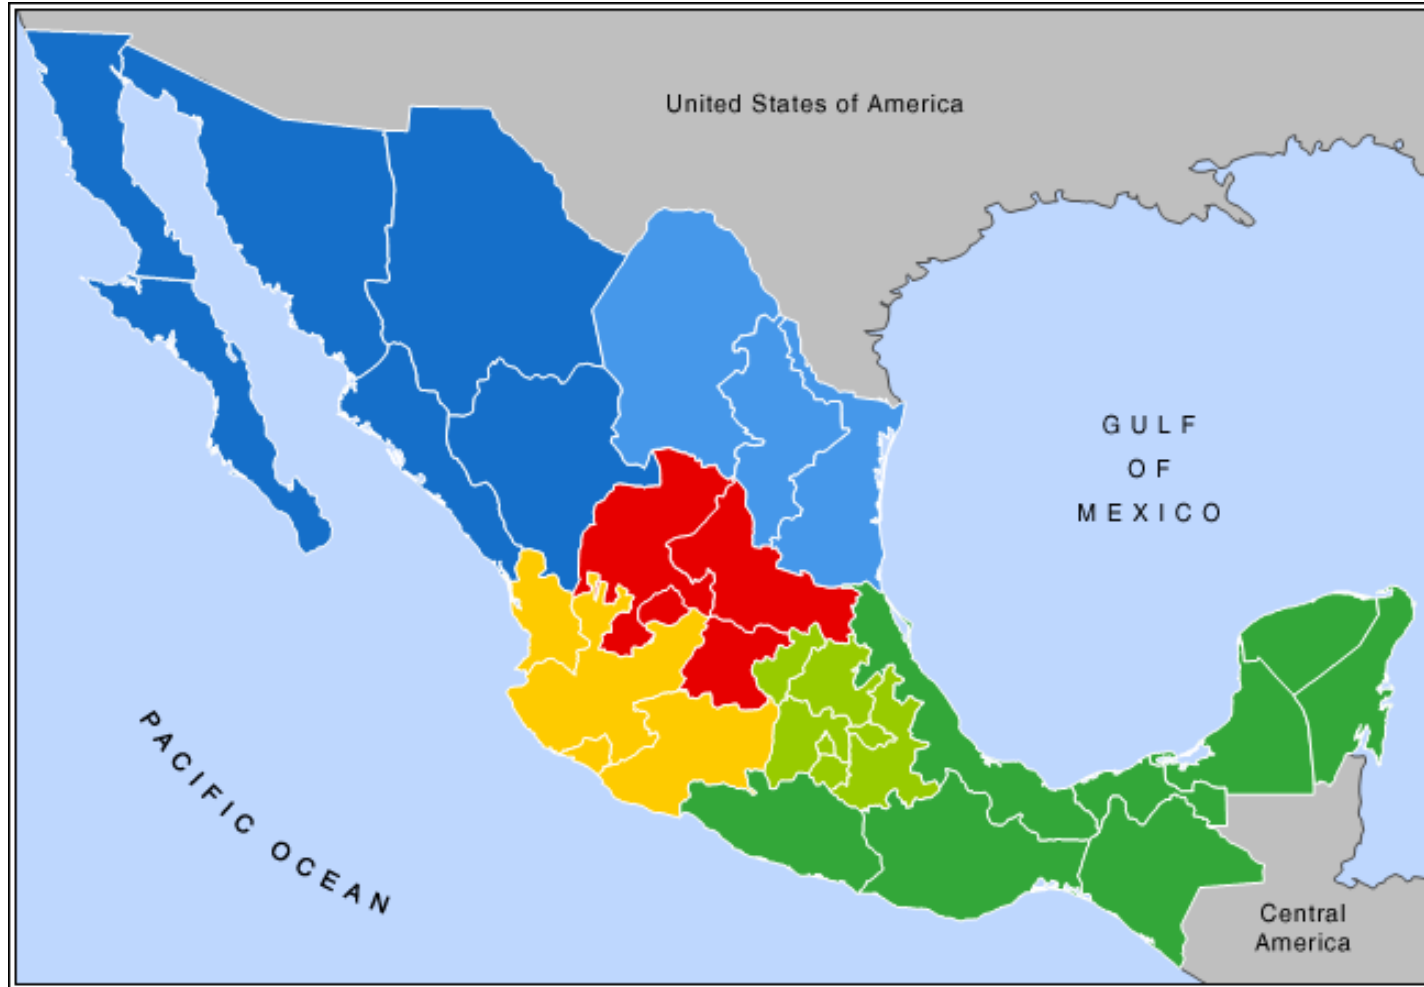 United States of America
GULF
OF
MEXICO
PACIFIC OCEAN
Central
America